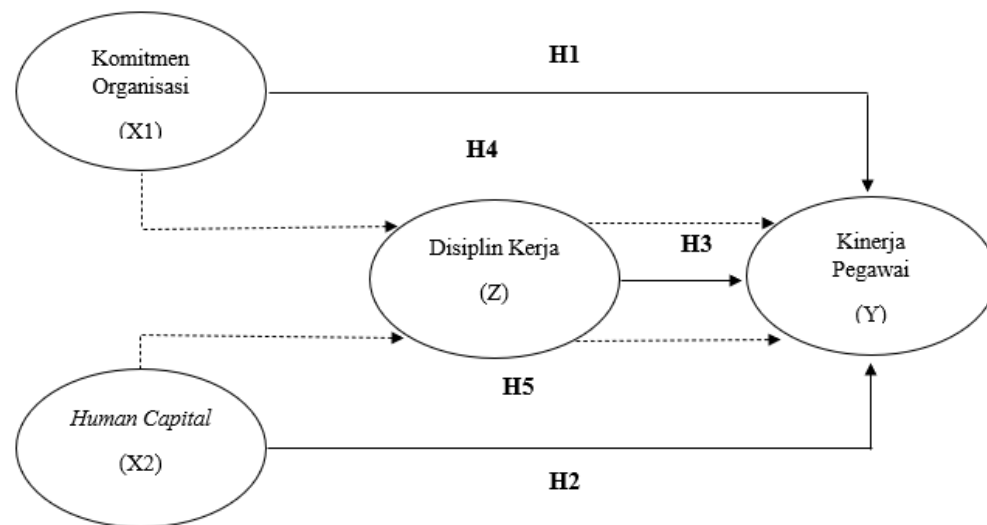 Komitmen
Organisasi
(X1)
H1
H4
Disiplin Kerja
(Z)
H3
Kinerja
Pegawai
(Y)
Human Capital
(X2)
H5
H2